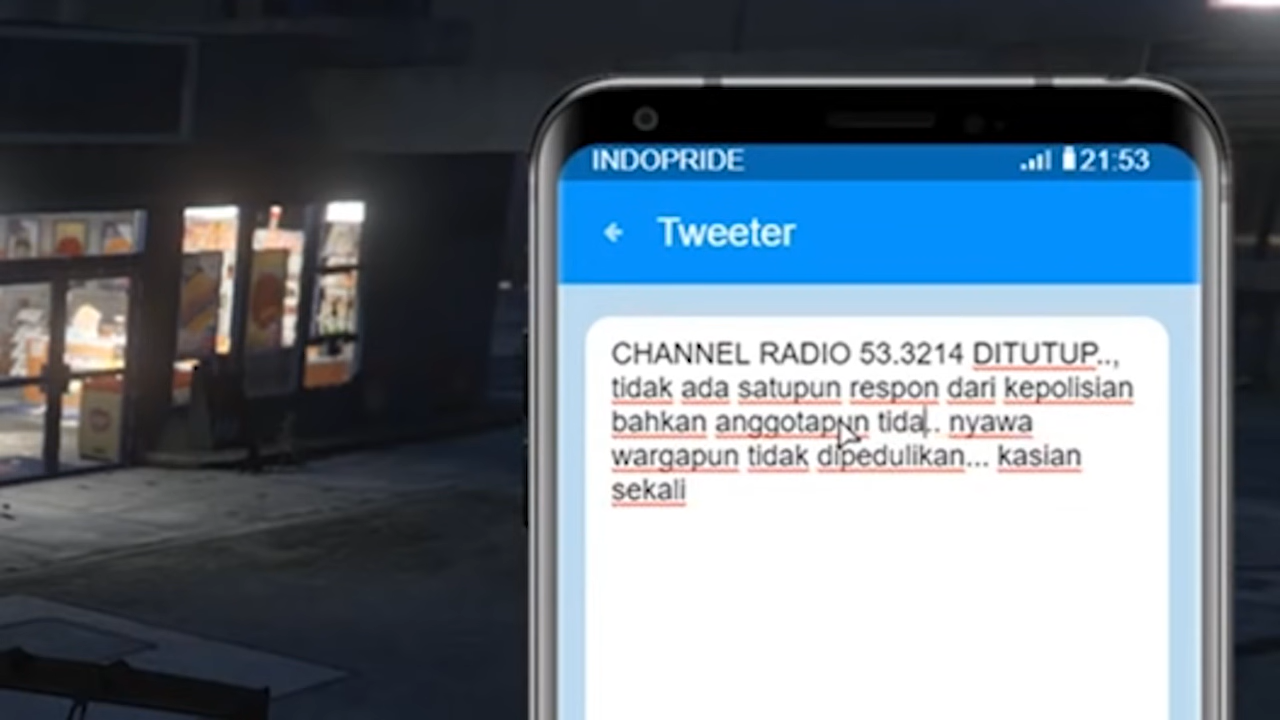 INDOPRIDE
21:53
Tweeter
CHANNEL RADIO 53.3214 DITUTUP..,
tidak ada satupun respon dari kepolisian
bahkan anggotapun tida.. nyawa
wargapun tidak dipedulikan... kasian
sekali